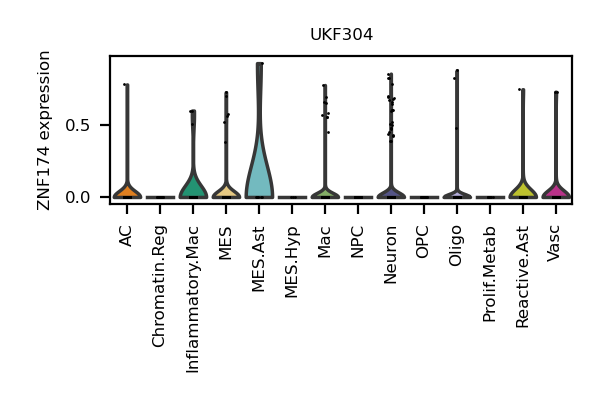 UKF304
ZNF174 expression
0.5
0.0
AC
Chromatin.Reg
Inflammatory.Mac
MES
MES.Ast
MES.Hyp
Mac
NPC
Neuron
OPC
Oligo
Prolif.Metab
Reactive.Ast
Vasc